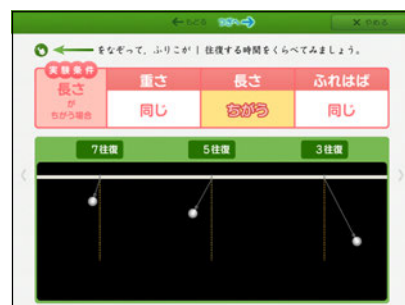 もどる
つぎへ
やめる
をなぞって、ふりこが 1 往復する時間をくらべてみましょう。
実験条件
長さ
が
ちがう場合
重さ
長さ
ふれはば
同じ
ちがう
同じ
7往復
5往復
3往復